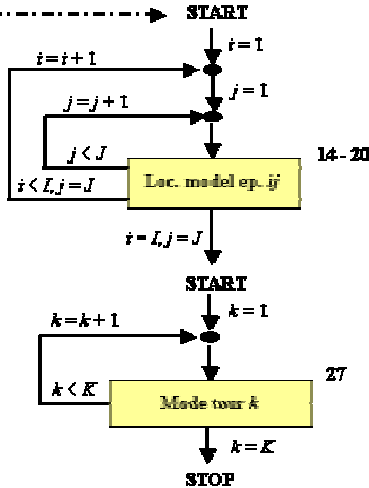 START
i = 1
i = i + 1
j = 1
j = j + 1
j < J
14 - 20
Loc. model ep. ij
i < I, j = J
i = I, j = J
START
k = 1
k = k + 1
27
k < K
Mode tour k
k = K
STOP